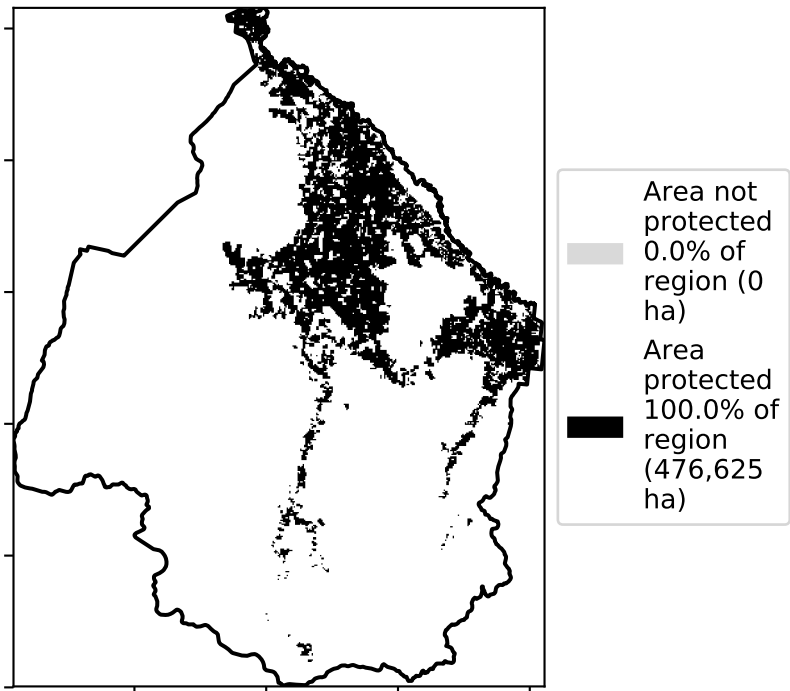 Area not
protected
0.0% of
region (0
ha)
Area
protected
100.0% of
region
(476,625
ha)